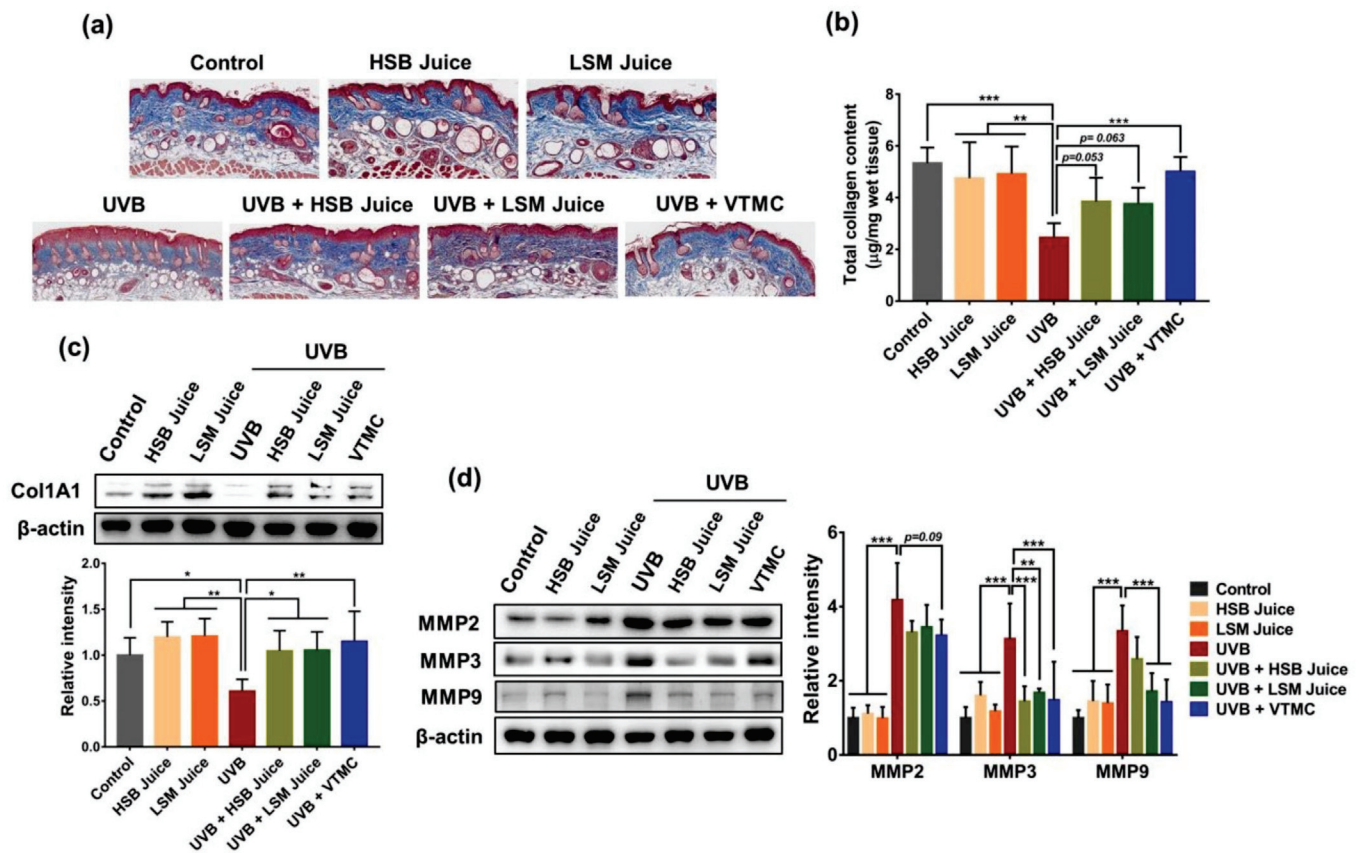 (a)
Control HSB Juice LSM Juice
UVB UVB + HSB Juice UVB + LSM Juice UVB + VTMC
(b)
Total collagen content
(µg/mg wet tissue)
8
6
4
2
0
***
**
***
p= 0.063
p=0.053
Control
HSB Juice
LSM Juice
UVB
UVB + HSB Juice
UVB + LSM Juice
UVB + VTMC
(c)
UVB
Control
HSB Juice
LSM Juice
UVB
HSB Juice
LSM Juice
VTMC
Col1A1
β-actin
Relative intensity
2.0
1.5
1.0
0.5
0.0
*
**
**
*
Control
HSB Juice
LSM Juice
UVB
UVB + HSB Juice
UVB + LSM Juice
UVB + VTMC
(d)
UVB
Control
HSB Juice
LSM Juice
UVB
HSB Juice
LSM Juice
VTMC
MMP2
MMP3
MMP9
β-actin
Relative intensity
6
4
2
0
*** p=0.09
***
**
*** ***
*** ***
MMP2 MMP3 MMP9
Control
HSB Juice
LSM Juice
UVB
UVB + HSB Juice
UVB + LSM Juice
UVB + VTMC